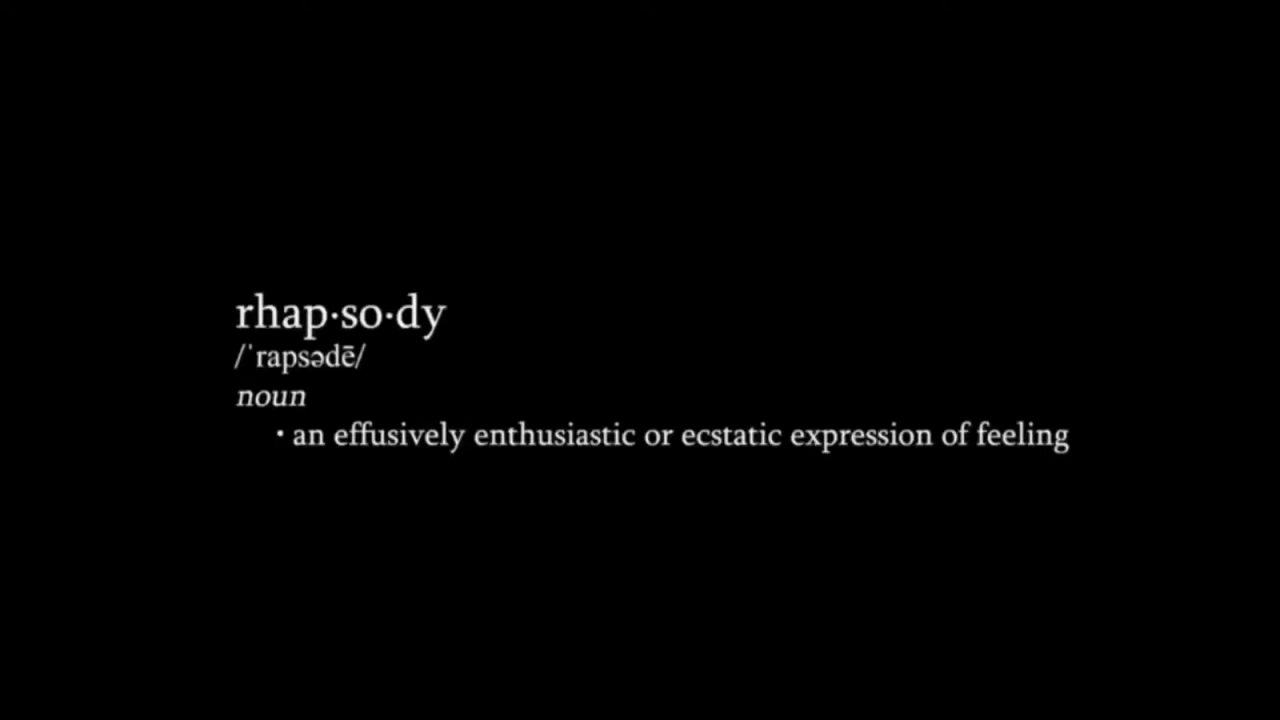 rhap·so·dy
/ˈrapsədē/
noun
· an effusively enthusiastic or ecstatic expression of feeling